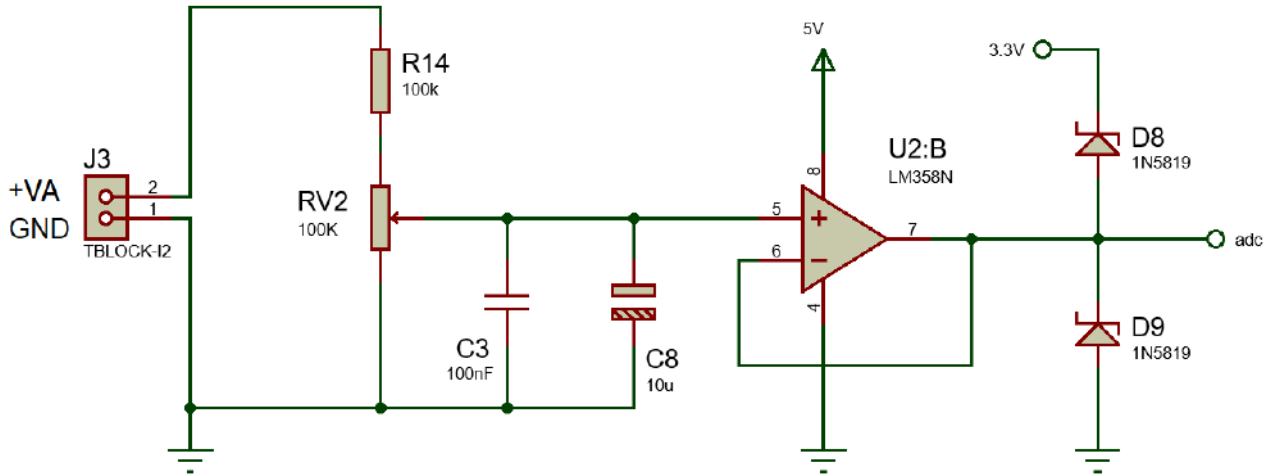 5V
3.3V
R14
100k
D8
1N5819
J3
U2:B
LM358N
8
+VA
2
GND
1
TBLOCK-I2
RV2
100K
5
+
7
adc
6
−
4
D9
1N5819
C3
100nF
C8
10u